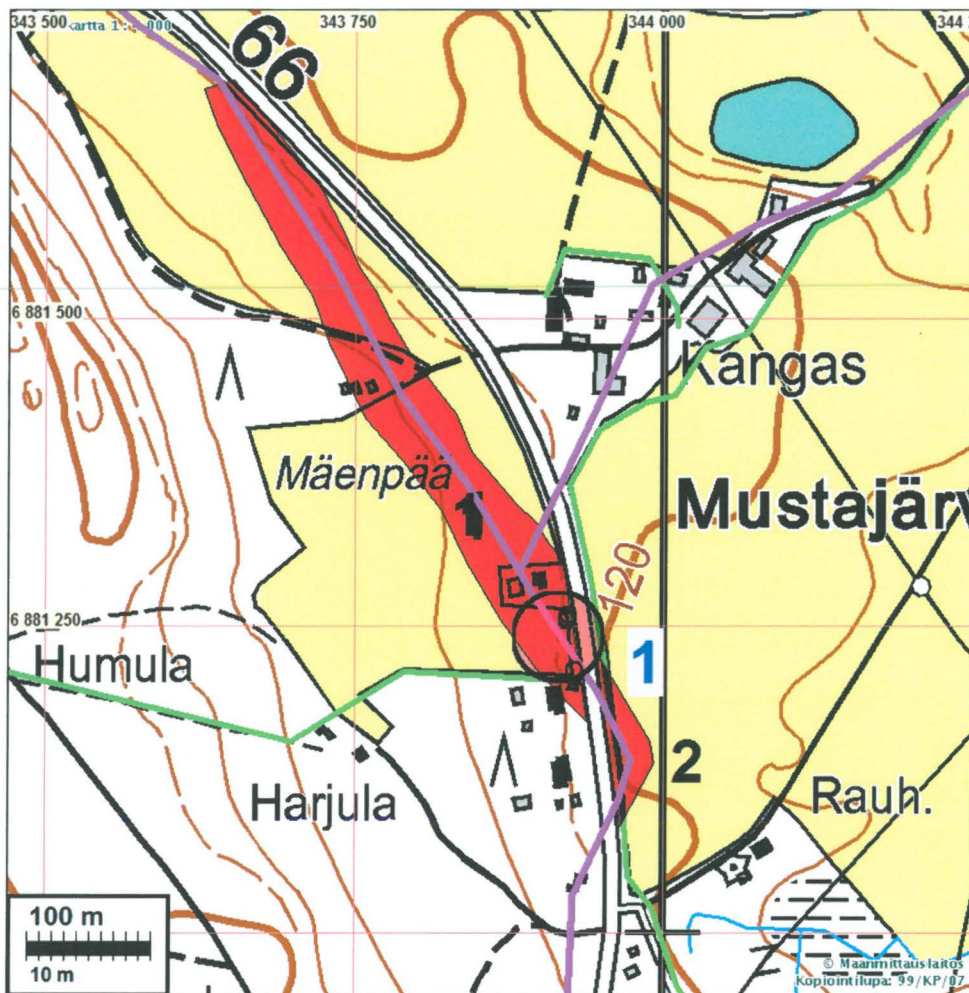 343 500
343 750
344 000
66
6 881 500
Kangas
Mäenpää
Mustajärv
120
6 881 250
1
Humula
2
Harjula
Rauh.
100 m
10 m
© Maanmittauslaitos
Kopiointilupa: 99/KP/07